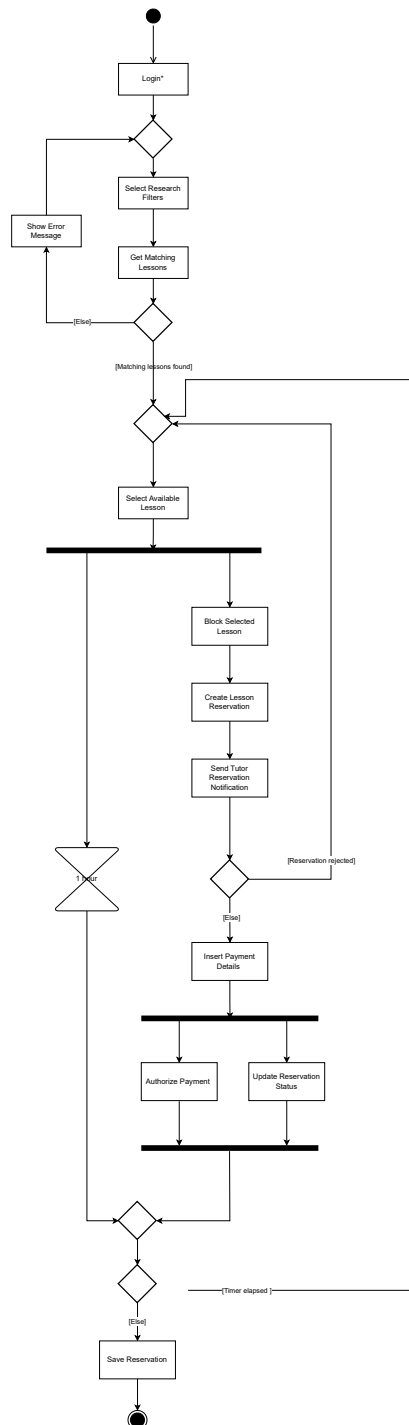 Login*
Select Research
Filters
Show Error
Message
Get Matching
Lessons
[Else]
[Matching lessons found]
Select Available
Lesson
Block Selected
Lesson
Create Lesson
Reservation
Send Tutor
Reservation
Notification
[Reservation rejected]
1 hour
[Else]
Insert Payment
Details
Authorize Payment
Update Reservation
Status
[Timer elapsed ]
[Else]
Save Reservation